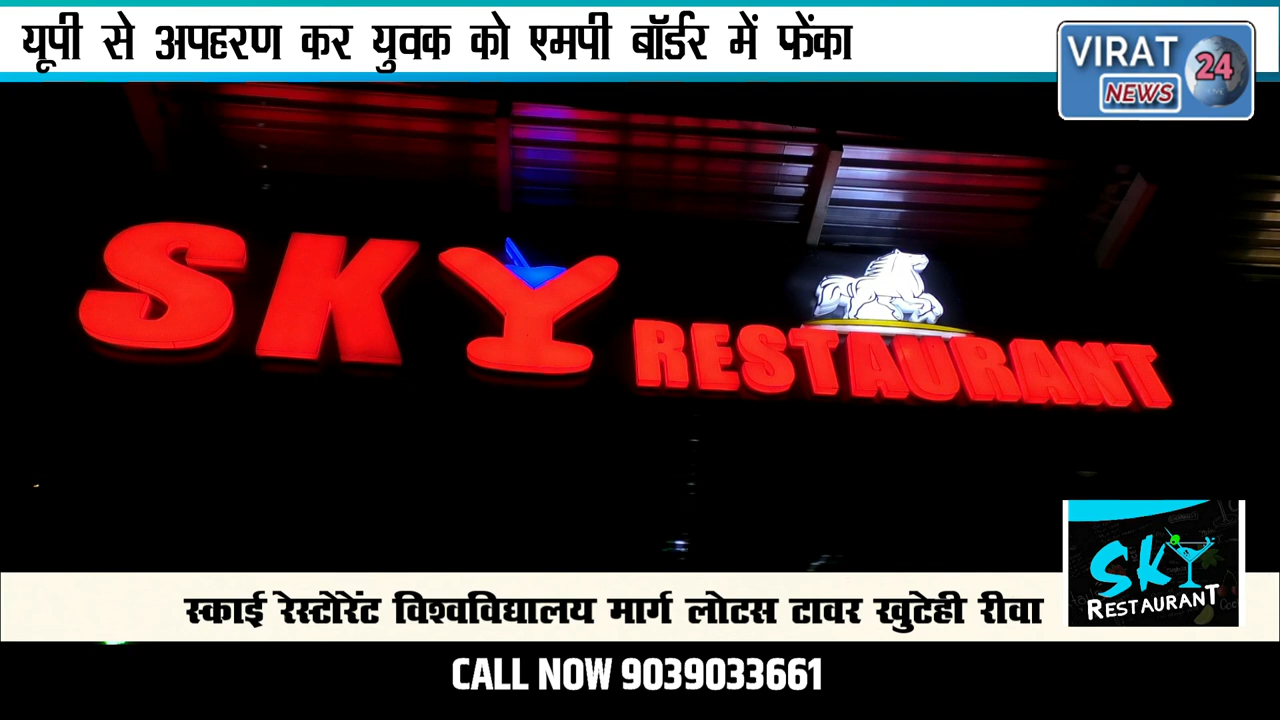 यूपी से अपहरण कर युवक को एमपी बॉर्डर में फेंका
VIRAT
24
NEWS
SKY
RESTAURANT
SKY
RESTAURANT
स्काई रेस्टोरेंट विश्वविद्यालय मार्ग लोटस टावर खुटेही रीवा
CALL NOW 9039033661